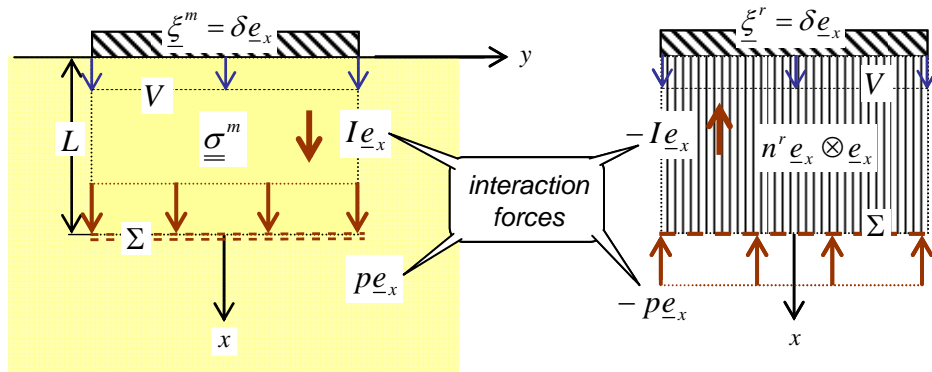 ξ^m = δe_x
y
V
L
σ^m
Ie_x
Σ
pe_x
x
interaction
forces
ξ^r = δe_x
V
−Ie_x
n^r e_x ⊗ e_x
Σ
−pe_x
x